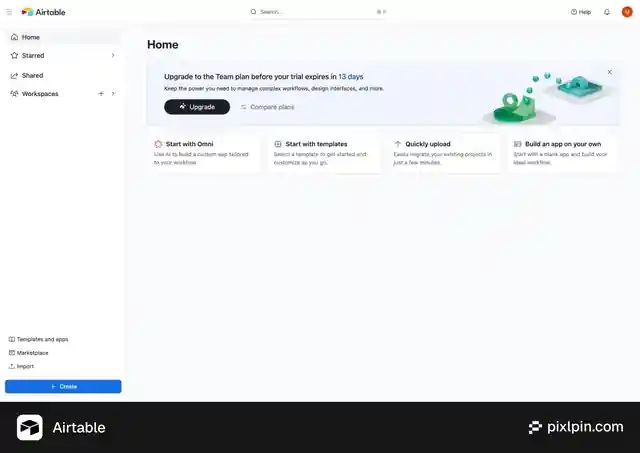 Airtable
Search...
Help
U
Home
Starred
Shared
Workspaces
Home
Upgrade to the Team plan before your trial expires in 13 days
Keep the power you need to manage complex workflows, design interfaces, and more.
Upgrade
Compare plans
Start with Omni
Use AI to build a custom app tailored
to your workflow.
Start with templates
Select a template to get started and
customize as you go.
Quickly upload
Easily migrate your existing projects in
just a few minutes.
Build an app on your own
Start with a blank app and build your
ideal workflow.
Templates and apps
Marketplace
Import
+ Create
Airtable
pixlpin.com